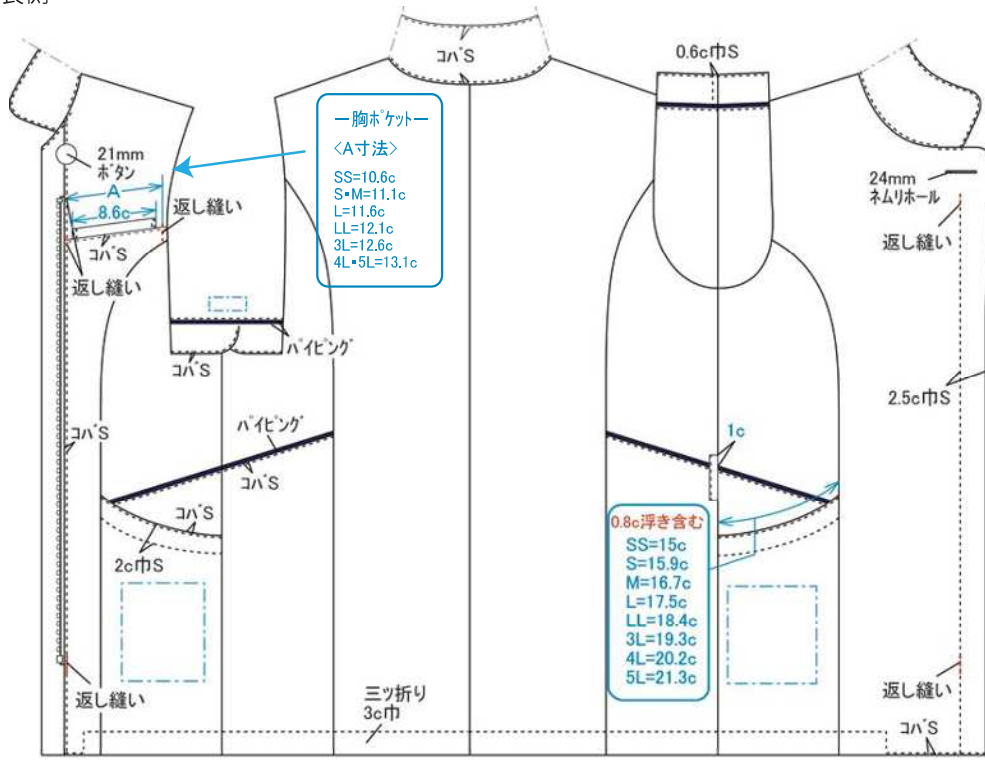 コバS
0.6c巾S
21mm
ボタン
A
8.6c
返し縫い
コバS
返し縫い
ー胸ポケットー
〈A寸法〉
SS=10.6c
S・M=11.1c
L=11.6c
LL=12.1c
3L=12.6c
4L・5L=13.1c
24mm
ネムリホール
返し縫い
パイピング
コバS
2.5c巾S
コバS
パイピング
コバS
1c
コバS
2c巾S
0.8c浮き含む
SS=15c
S=15.9c
M=16.7c
L=17.5c
LL=18.4c
3L=19.3c
4L=20.2c
5L=21.3c
返し縫い
三ツ折り
3c巾
返し縫い
コバS